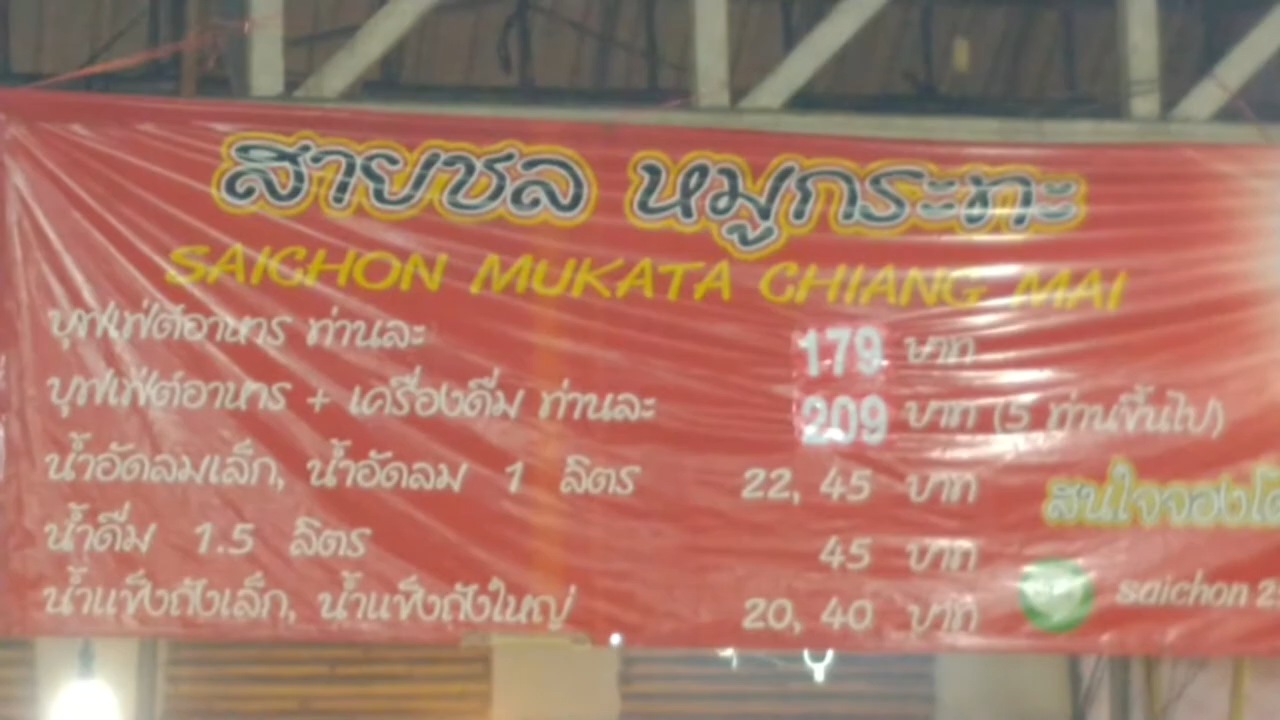 สายชล หมูกระทะ
SAICHON MUKATA CHIANG MAI
บุฟเฟ่ต์อาหาร ท่านละ 179 บาท
บุฟเฟ่ต์อาหาร + เครื่องดื่ม ท่านละ 209 บาท (5 ท่านขึ้นไป)
น้ำอัดลมเล็ก, น้ำอัดลม 1 ลิตร 22, 45 บาท
น้ำดื่ม 1.5 ลิตร 45 บาท
น้ำแข็งถังเล็ก, น้ำแข็งถังใหญ่ 20, 40 บาท
สนใจจอง
saichon